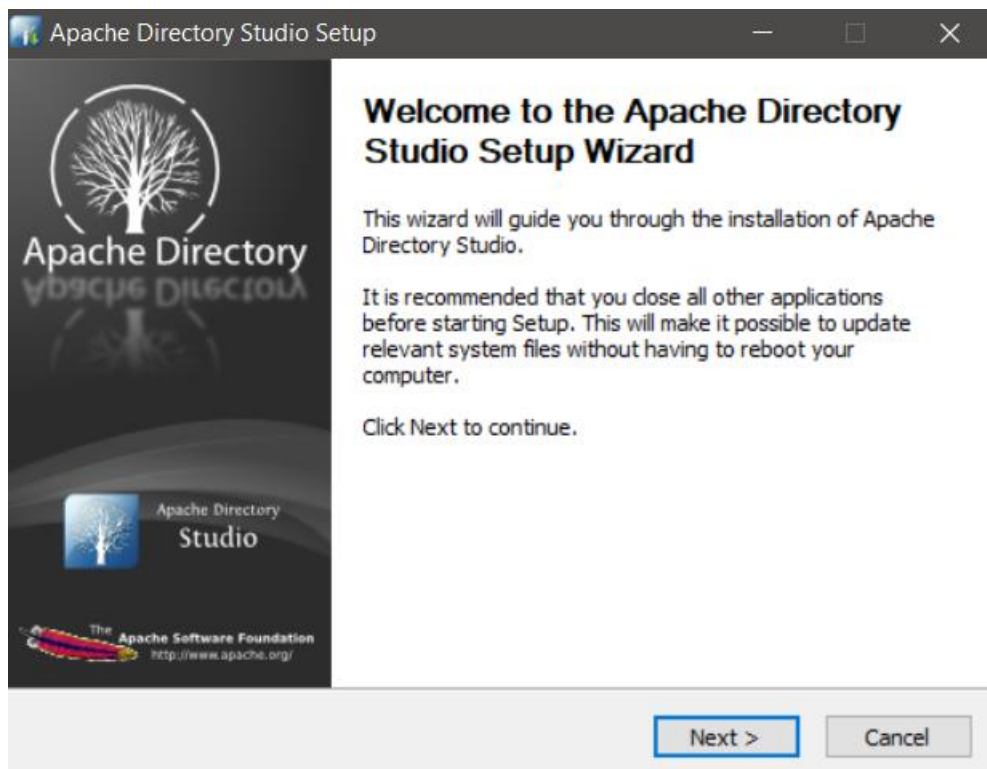 Apache Directory Studio Setup
Apache Directory
Apache Directory
Studio
The
Apache Software Foundation
http://www.apache.org/
Welcome to the Apache Directory
Studio Setup Wizard
This wizard will guide you through the installation of Apache
Directory Studio.
It is recommended that you close all other applications
before starting Setup. This will make it possible to update
relevant system files without having to reboot your
computer.
Click Next to continue.
Next >
Cancel